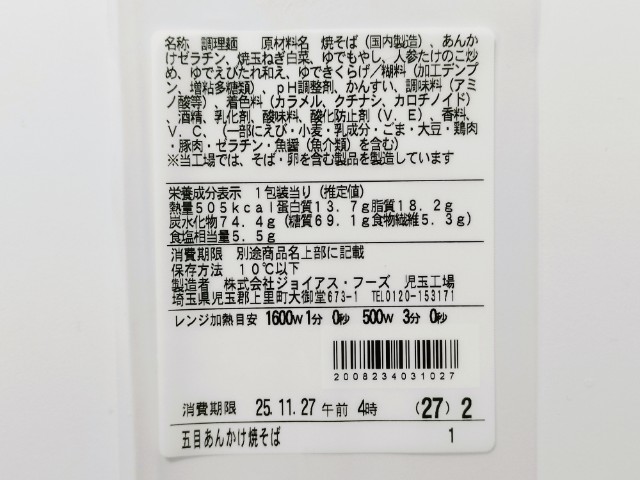 名称　調理麺　　原材料名　焼そば（国内製造）、あんか
けゼラチン、焼玉ねぎ白菜、ゆでもやし、人参たけのこ炒
め、ゆでえびたれ和え、ゆできくらげ／糊料（加工デンプ
ン、増粘多糖類）、ｐＨ調整剤、かんすい、調味料（アミ
ノ酸等）、着色料（カラメル、クチナシ、カロチノイド）
、酒精、乳化剤、酸味料、酸化防止剤（Ｖ．Ｅ）、香料、
Ｖ．Ｃ、（一部にえび・小麦・乳成分・ごま・大豆・鶏肉
・豚肉・ゼラチン・魚醤（魚介類）を含む）
※当工場では、そば・卵を含む製品を製造しています
栄養成分表示　１包装当り（推定値）
熱量５０５ｋｃａｌ蛋白質１３．７ｇ脂質１８．２ｇ
炭水化物７４．４ｇ（糖質６９．１ｇ食物繊維５．３ｇ）
食塩相当量５．５ｇ
消費期限　別途商品名上部に記載
保存方法　１０℃以下
製造者　株式会社ジョイアス・フーズ　児玉工場
埼玉県児玉郡上里町大御堂673-1　TEL0120-153171
レンジ加熱目安　1600W 1分　0秒　500W　3分　0秒
2008234031027
消費期限　25.11.27 午前　4時　（27）2
五目あんかけ焼そば　1